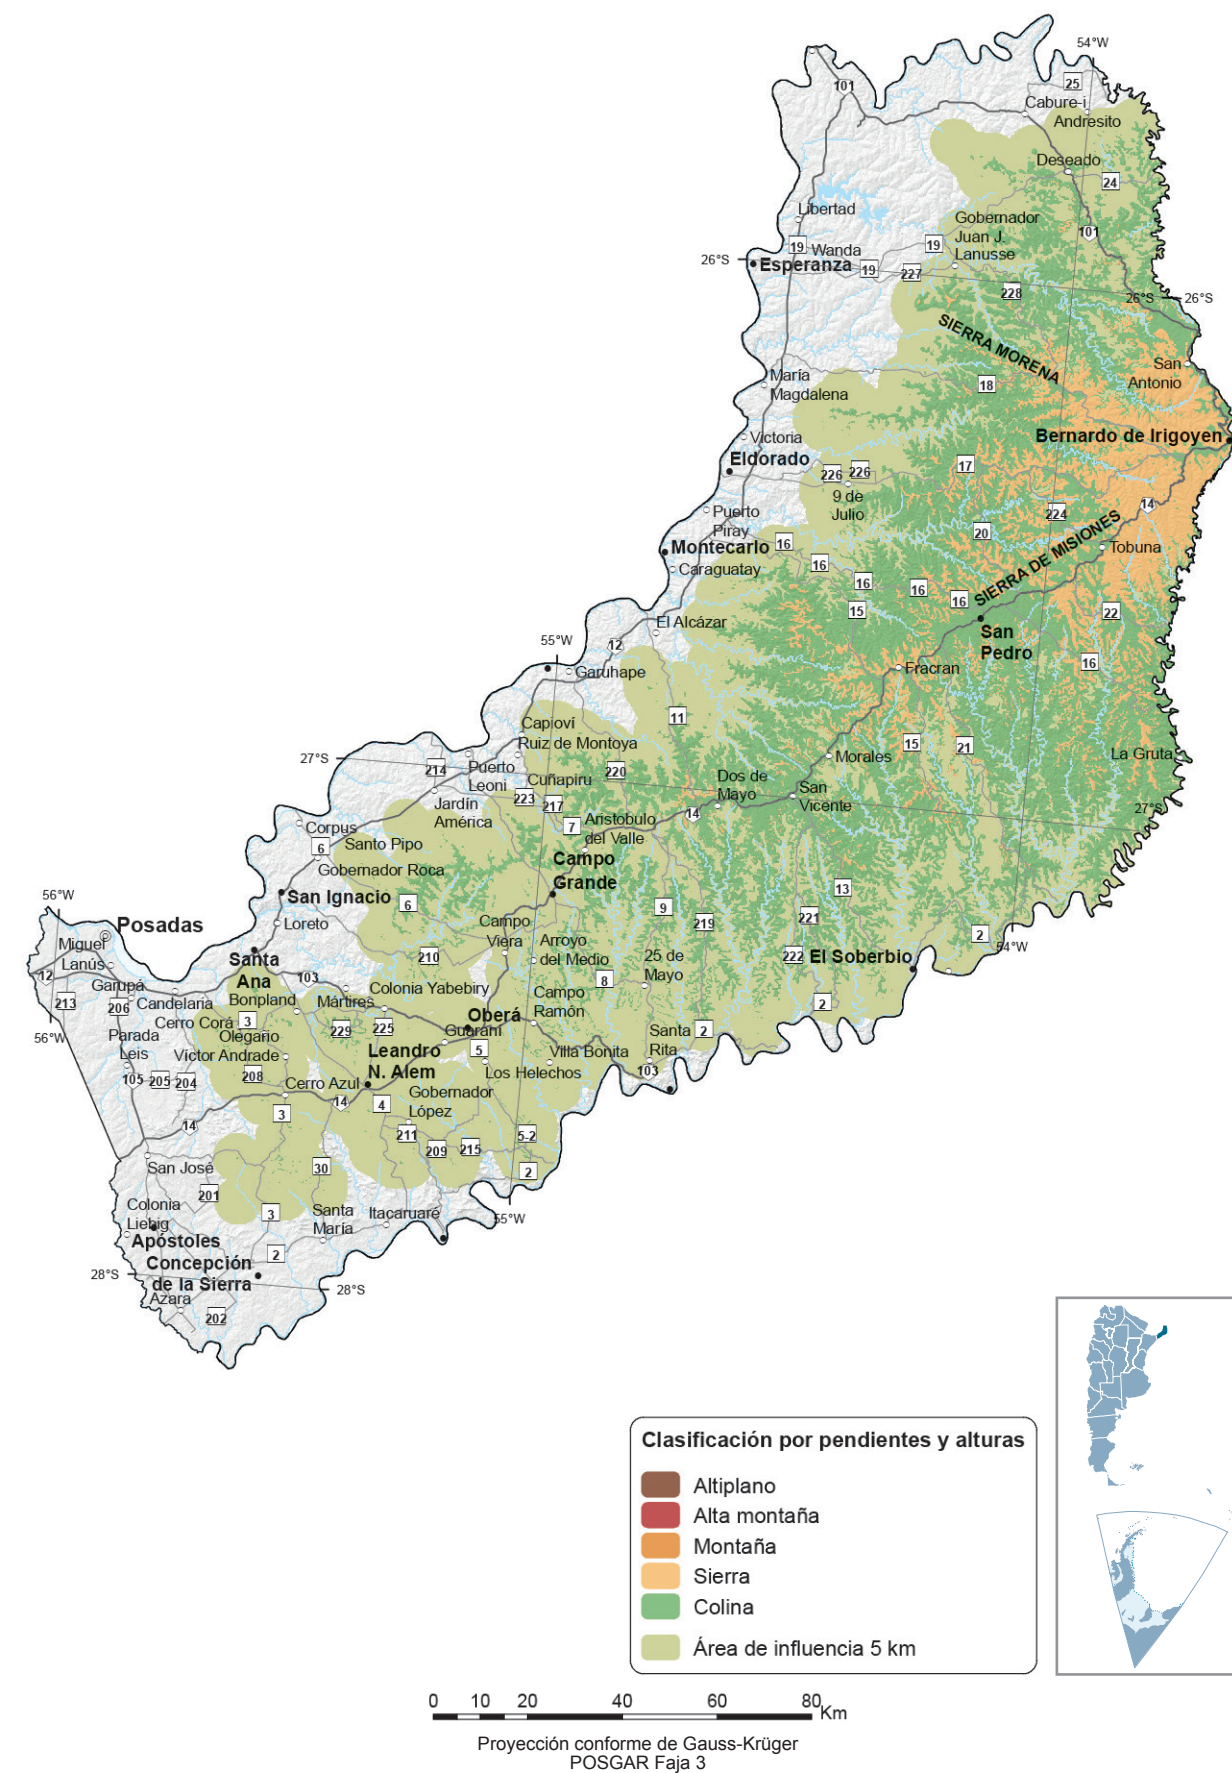 54°W
25
101
Cabure-i
Andresito
Deseado
24
Libertad
Gobernador
Juan J.
Lanusse
101
19
Wanda
19
26°S
Esperanza
19
227
228
26°S
26°S
SIERRA MORENA
San
Antonio
María
Magdalena
18
Victoria
Bernardo de Irigoyen
Eldorado
226
226
17
9 de
Julio
14
224
Puerto
Piray
20
16
SIERRA DE MISIONES
Montecarlo
Tobuna
Caraguatay
16
16
16
16
15
22
El Alcázar
55°W
12
San
Pedro
16
Garuhape
Fracran
11
Capioví
Ruiz de Montoya
15
21
27°S
La Gruta
Morales
214
Puerto
Leoni
Cuñapiru
220
Dos de
Mayo
San
Vicente
223
217
Jardín
América
14
27°S
7
Aristobulo
del Valle
Corpus
6
Santo Pipo
Gobernador Roca
Campo
Grande
13
56°W
San Ignacio
6
9
221
219
Posadas
Loreto
Campo
Viera
2
54°W
Miguel
Lanús
Arroyo
del Medio
25 de
Mayo
222
El Soberbio
Santa
Ana
210
12
103
8
Garupá
Colonia Yabebiry
213
206
Candelaria
Bonpland
Mártires
Campo
Ramón
2
Cerro Corá
3
Oberá
56°W
Parada
Leis
Olegario
Víctor Andrade
229
225
Guaraní
Santa
Rita
2
Leandro
N. Alem
5
Villa Bonita
105
205
204
208
Los Helechos
103
Cerro Azul
Gobernador
López
14
4
3
14
211
209
215
5-2
San José
30
2
201
Colonia
Liebig
3
Santa
María
Itacaruaré
55°W
Apóstoles
2
Concepción
de la Sierra
28°S
28°S
Azara
202
Clasificación por pendientes y alturas
Altiplano
Alta montaña
Montaña
Sierra
Colina
Área de influencia 5 km
0 10 20 40 60 80 Km
Proyección conforme de Gauss-Krüger
POSGAR Faja 3